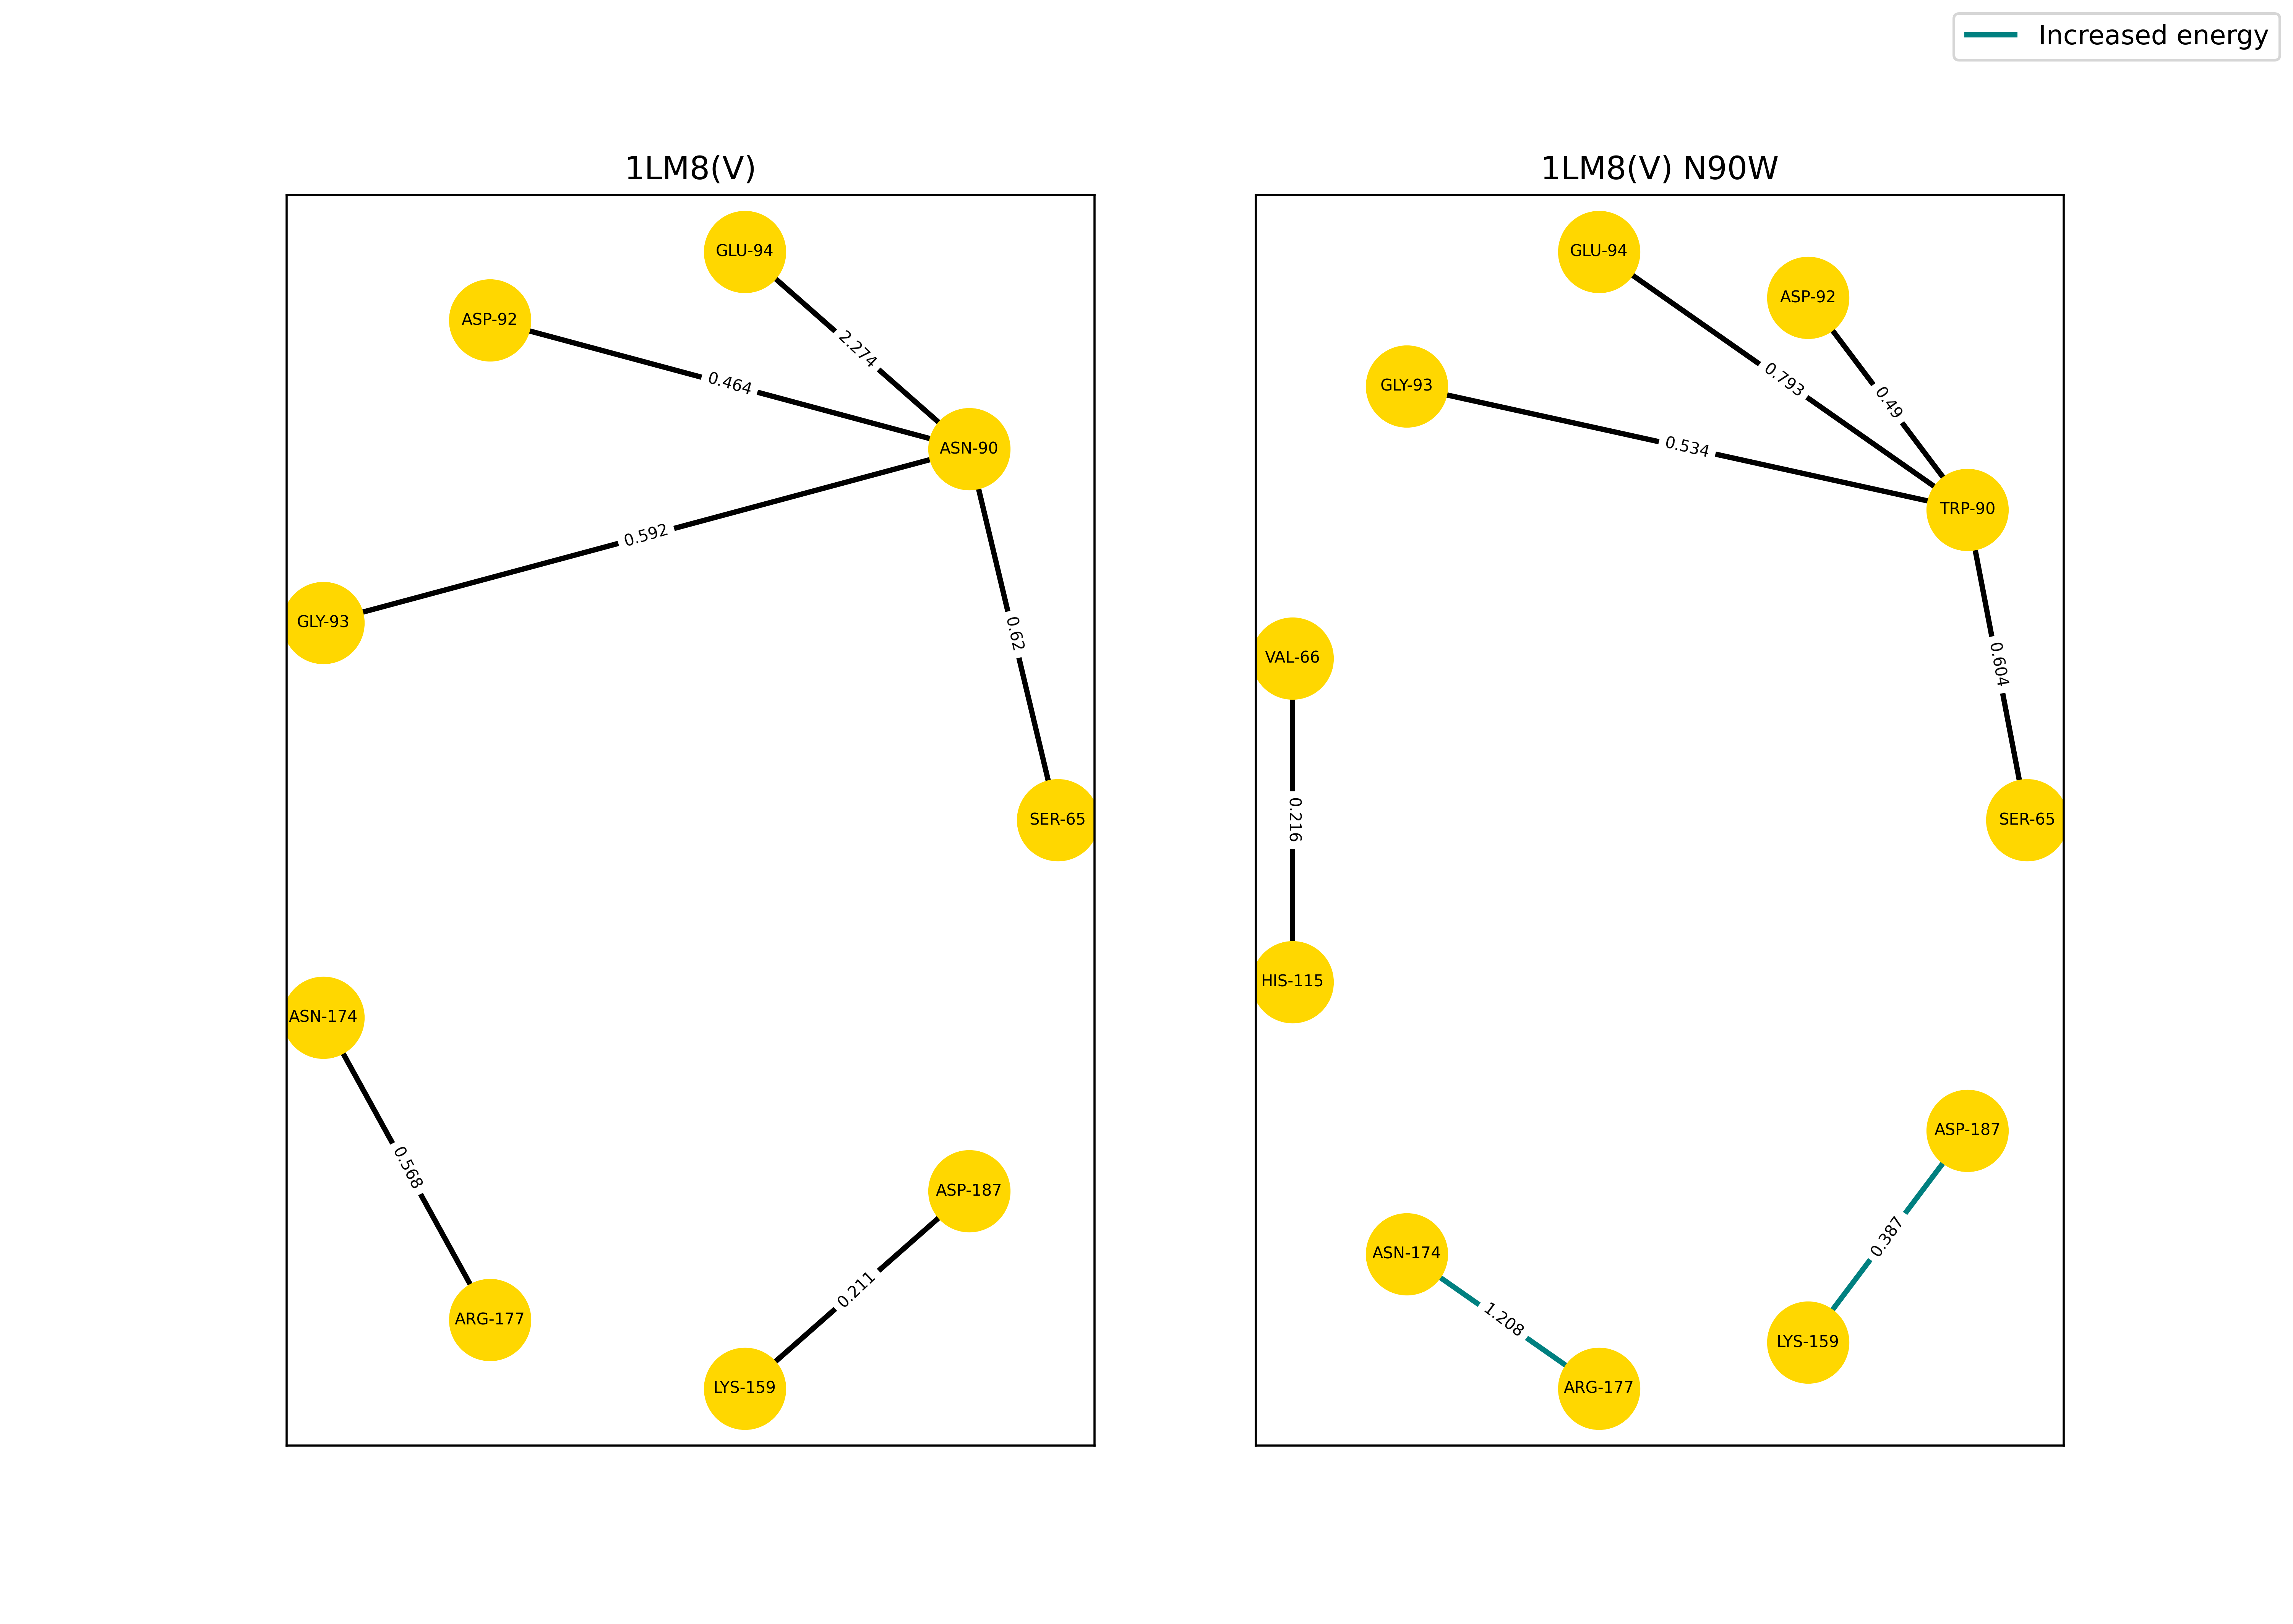 Increased energy
1LM8(V)
GLU-94
ASP-92
2.274
0.464
ASN-90
0.592
GLY-93
0.62
SER-65
ASN-174
0.568
ASP-187
0.211
ARG-177
LYS-159
1LM8(V) N90W
GLU-94
ASP-92
GLY-93
0.793
0.49
0.534
TRP-90
VAL-66
0.604
0.216
SER-65
HIS-115
ASP-187
0.387
ASN-174
1.208
LYS-159
ARG-177